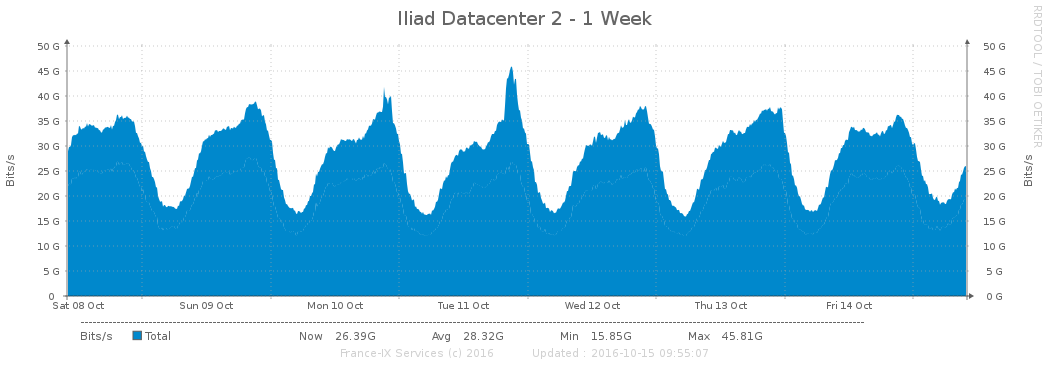 Iliad Datacenter 2 - 1 Week
RRDTOOL / TOBI OETIKER
Bits/s
50 G 50 G
45 G 45 G
40 G 40 G
35 G 35 G
30 G 30 G
25 G 25 G
20 G 20 G
15 G 15 G
10 G 10 G
5 G 5 G
0 0 G
Bits/s
Sat 08 Oct Sun 09 Oct Mon 10 Oct Tue 11 Oct Wed 12 Oct Thu 13 Oct Fri 14 Oct
Bits/s Total Now 26.39G Avg 28.32G Min 15.85G Max 45.81G
France-IX Services (c) 2016 Updated : 2016-10-15 09:55:07